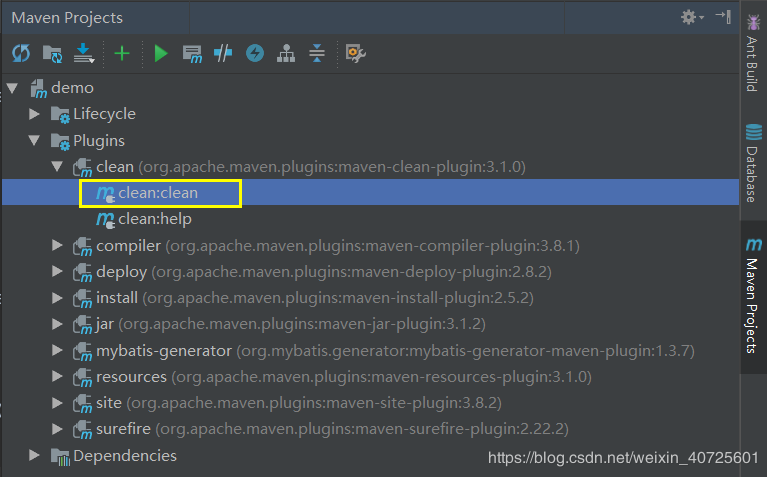 Maven Projects
demo
Lifecycle
Plugins
clean (org.apache.maven.plugins:maven-clean-plugin:3.1.0)
clean:clean
clean:help
compiler (org.apache.maven.plugins:maven-compiler-plugin:3.8.1)
deploy (org.apache.maven.plugins:maven-deploy-plugin:2.8.2)
install (org.apache.maven.plugins:maven-install-plugin:2.5.2)
jar (org.apache.maven.plugins:maven-jar-plugin:3.1.2)
mybatis-generator (org.mybatis.generator:mybatis-generator-maven-plugin:1.3.7)
resources (org.apache.maven.plugins:maven-resources-plugin:3.1.0)
site (org.apache.maven.plugins:maven-site-plugin:3.8.2)
surefire (org.apache.maven.plugins:maven-surefire-plugin:2.22.2)
Dependencies
Ant Build
Database
Maven Projects
https://blog.csdn.net/weixin_40725601